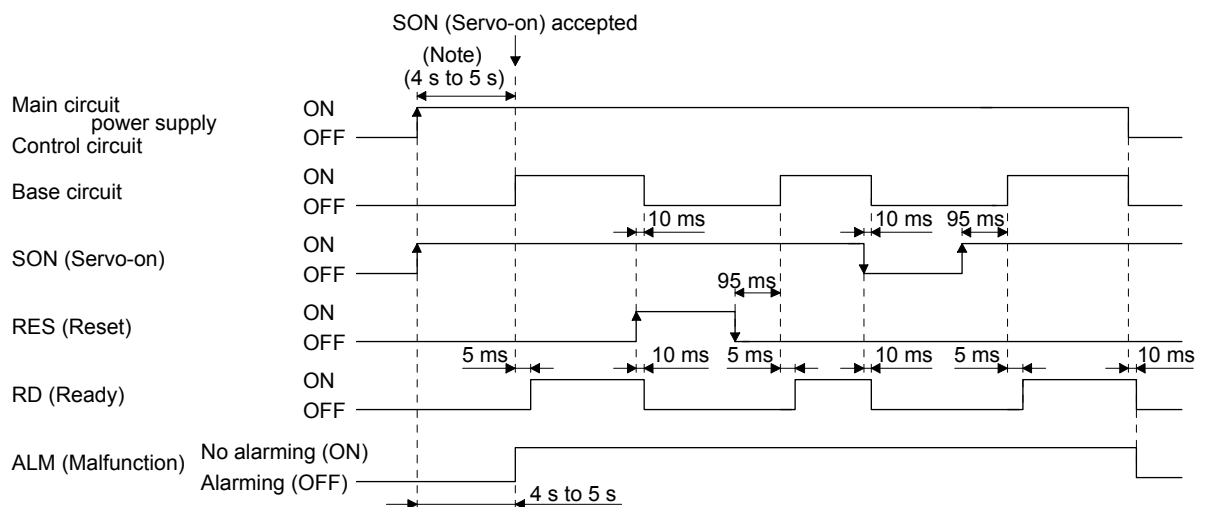 SON (Servo-on) accepted
(Note)
(4 s to 5 s)
Main circuit
power supply
Control circuit
ON
OFF
Base circuit
ON
OFF
10 ms
10 ms
95 ms
SON (Servo-on)
ON
OFF
95 ms
RES (Reset)
ON
OFF
5 ms
10 ms
5 ms
10 ms
5 ms
10 ms
RD (Ready)
ON
OFF
ALM (Malfunction)
No alarming (ON)
Alarming (OFF)
4 s to 5 s